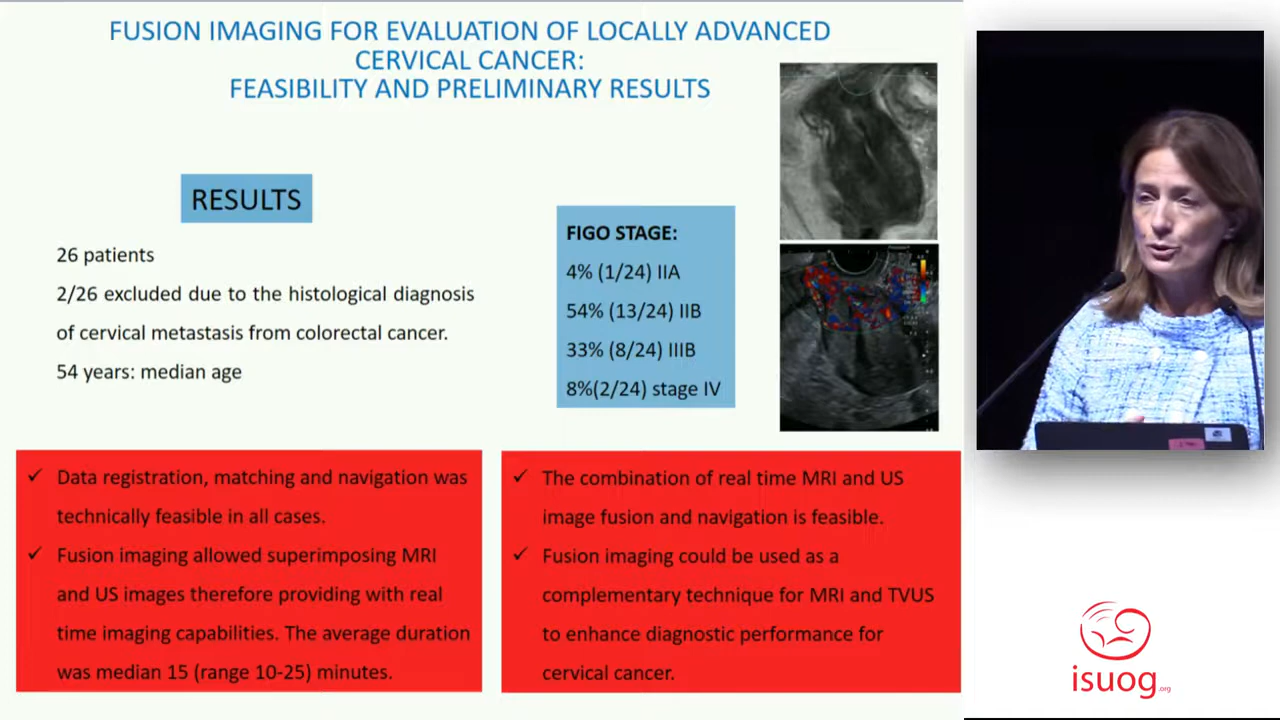 FUSION IMAGING FOR EVALUATION OF LOCALLY ADVANCED
CERVICAL CANCER:
FEASIBILITY AND PRELIMINARY RESULTS
RESULTS
26 patients
2/26 excluded due to the histological diagnosis
of cervical metastasis from colorectal cancer.
54 years: median age
FIGO STAGE:
4% (1/24) IIA
54% (13/24) IIB
33% (8/24) IIIB
8%(2/24) stage IV
✓ Data registration, matching and navigation was
technically feasible in all cases.
✓ Fusion imaging allowed superimposing MRI
and US images therefore providing with real
time imaging capabilities. The average duration
was median 15 (range 10-25) minutes.
✓ The combination of real time MRI and US
image fusion and navigation is feasible.
✓ Fusion imaging could be used as a
complementary technique for MRI and TVUS
to enhance diagnostic performance for
cervical cancer.
isuog.org